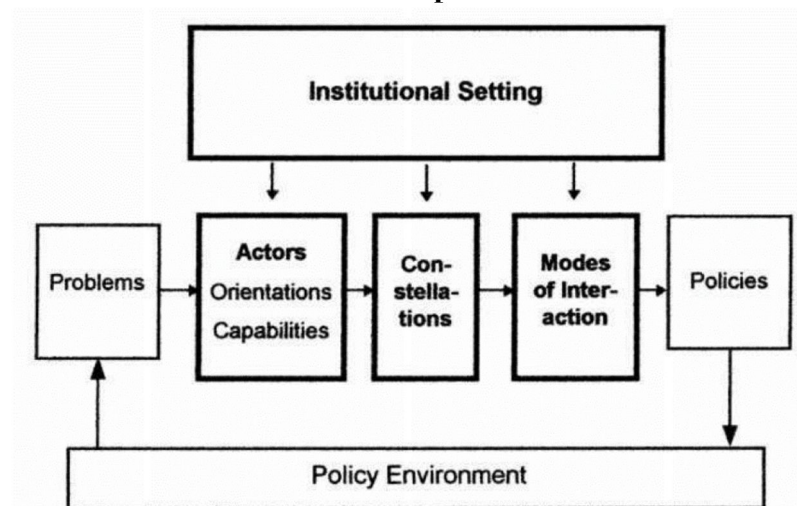 Institutional Setting
Problems
Actors
Orientations
Capabilities
Con-
stella-
tions
Modes
of Inter-
action
Policies
Policy Environment